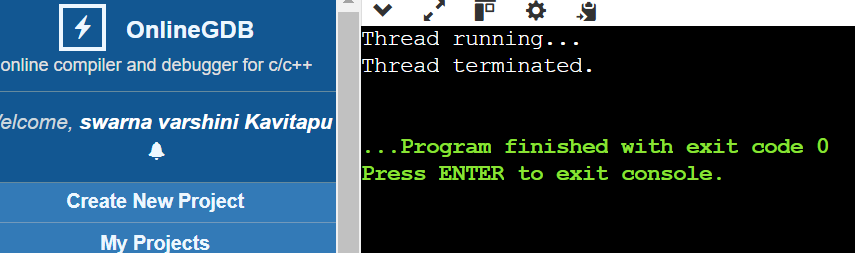 OnlineGDB
online compiler and debugger for c/c++
elcome, swarna varshini Kavitapu
Create New Project
My Projects
Thread running...
Thread terminated.
...Program finished with exit code 0
Press ENTER to exit console.